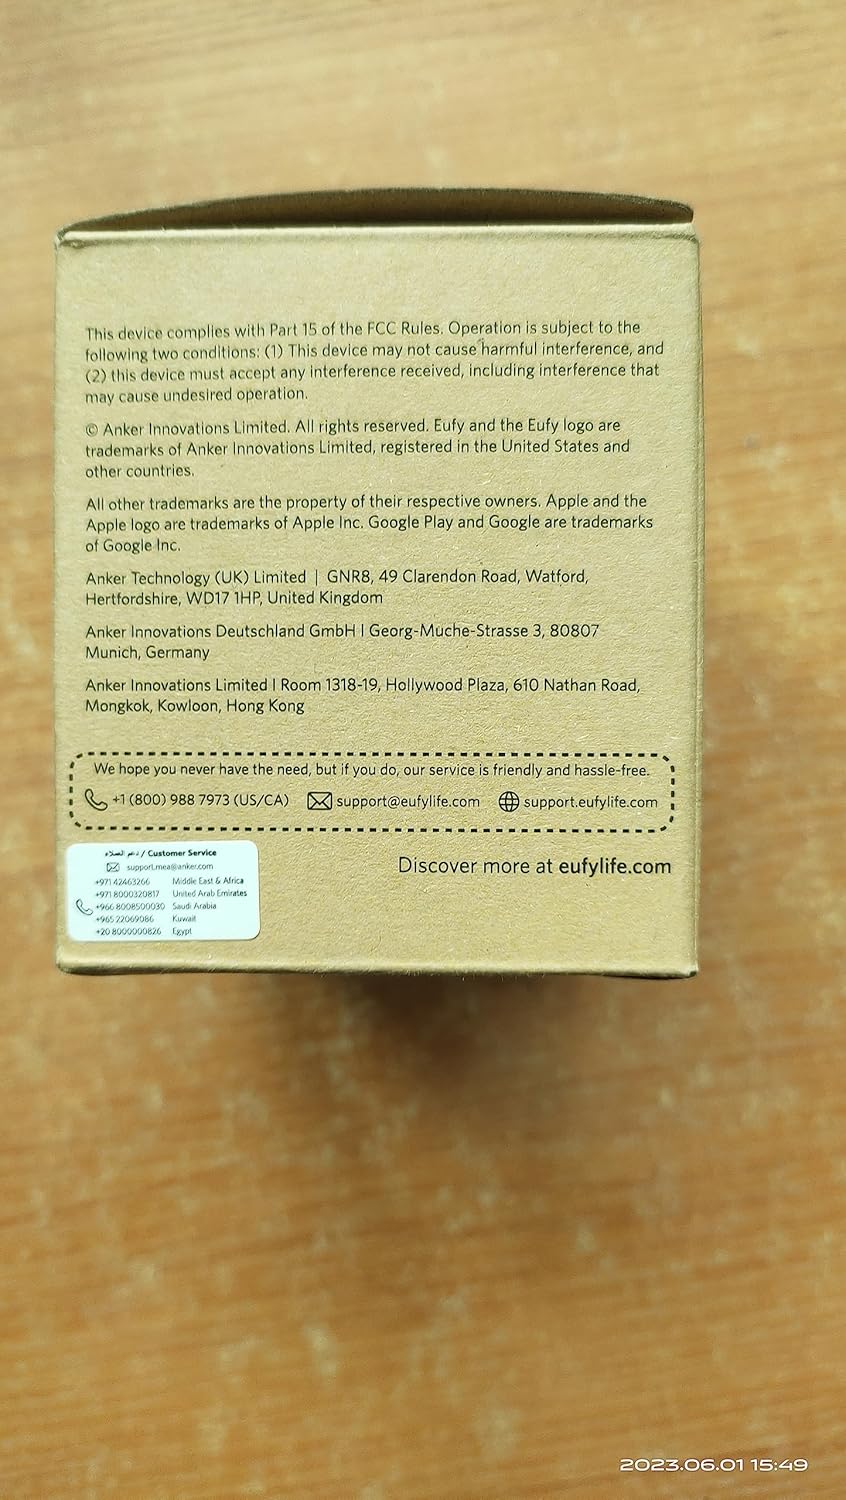 This device complies with Part 15 of the FCC Rules. Operation is subject to the
following two conditions: (1) This device may not cause harmful interference, and
(2) this device must accept any interference received, including interference that
may cause undesired operation.
© Anker Innovations Limited. All rights reserved. Eufy and the Eufy logo are
trademarks of Anker Innovations Limited, registered in the United States and
other countries.
All other trademarks are the property of their respective owners. Apple and the
Apple logo are trademarks of Apple Inc. Google Play and Google are trademarks
of Google Inc.
Anker Technology (UK) Limited | GNR8, 49 Clarendon Road, Watford,
Hertfordshire, WD17 1HP, United Kingdom
Anker Innovations Deutschland GmbH I Georg-Muche-Strasse 3, 80807
Munich, Germany
Anker Innovations Limited I Room 1318-19, Hollywood Plaza, 610 Nathan Road,
Mongkok, Kowloon, Hong Kong
We hope you never have the need, but if you do, our service is friendly and hassle-free.
+1 (800) 988 7973 (US/CA) support@eufylife.com support.eufylife.com
Discover more at eufylife.com
دعم العملاء / Customer Service
support.mea@anker.com
+971 42463266 Middle East & Africa
+971 8000320817 United Arab Emirates
+966 8008500030 Saudi Arabia
+965 22069086 Kuwait
+20 8000000826 Egypt
2023.06.01 15:49